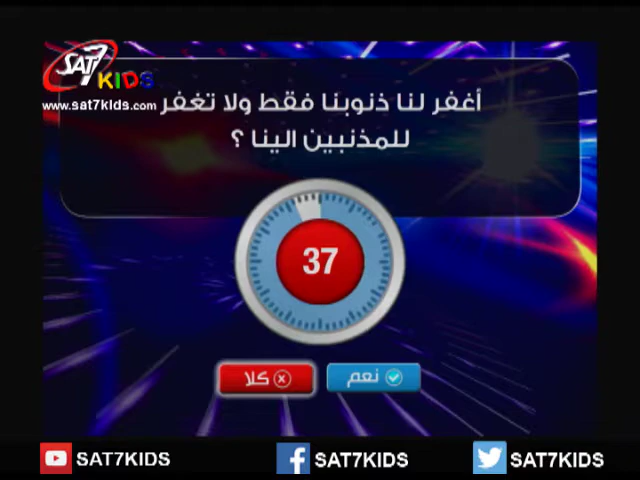 SAT7
KIDS
www.sat7kids.com
أغفر لنا ذنوبنا فقط ولا تغفر
للمذنبين الينا ؟
37
كلا
نعم
SAT7KIDS
SAT7KIDS
SAT7KIDS